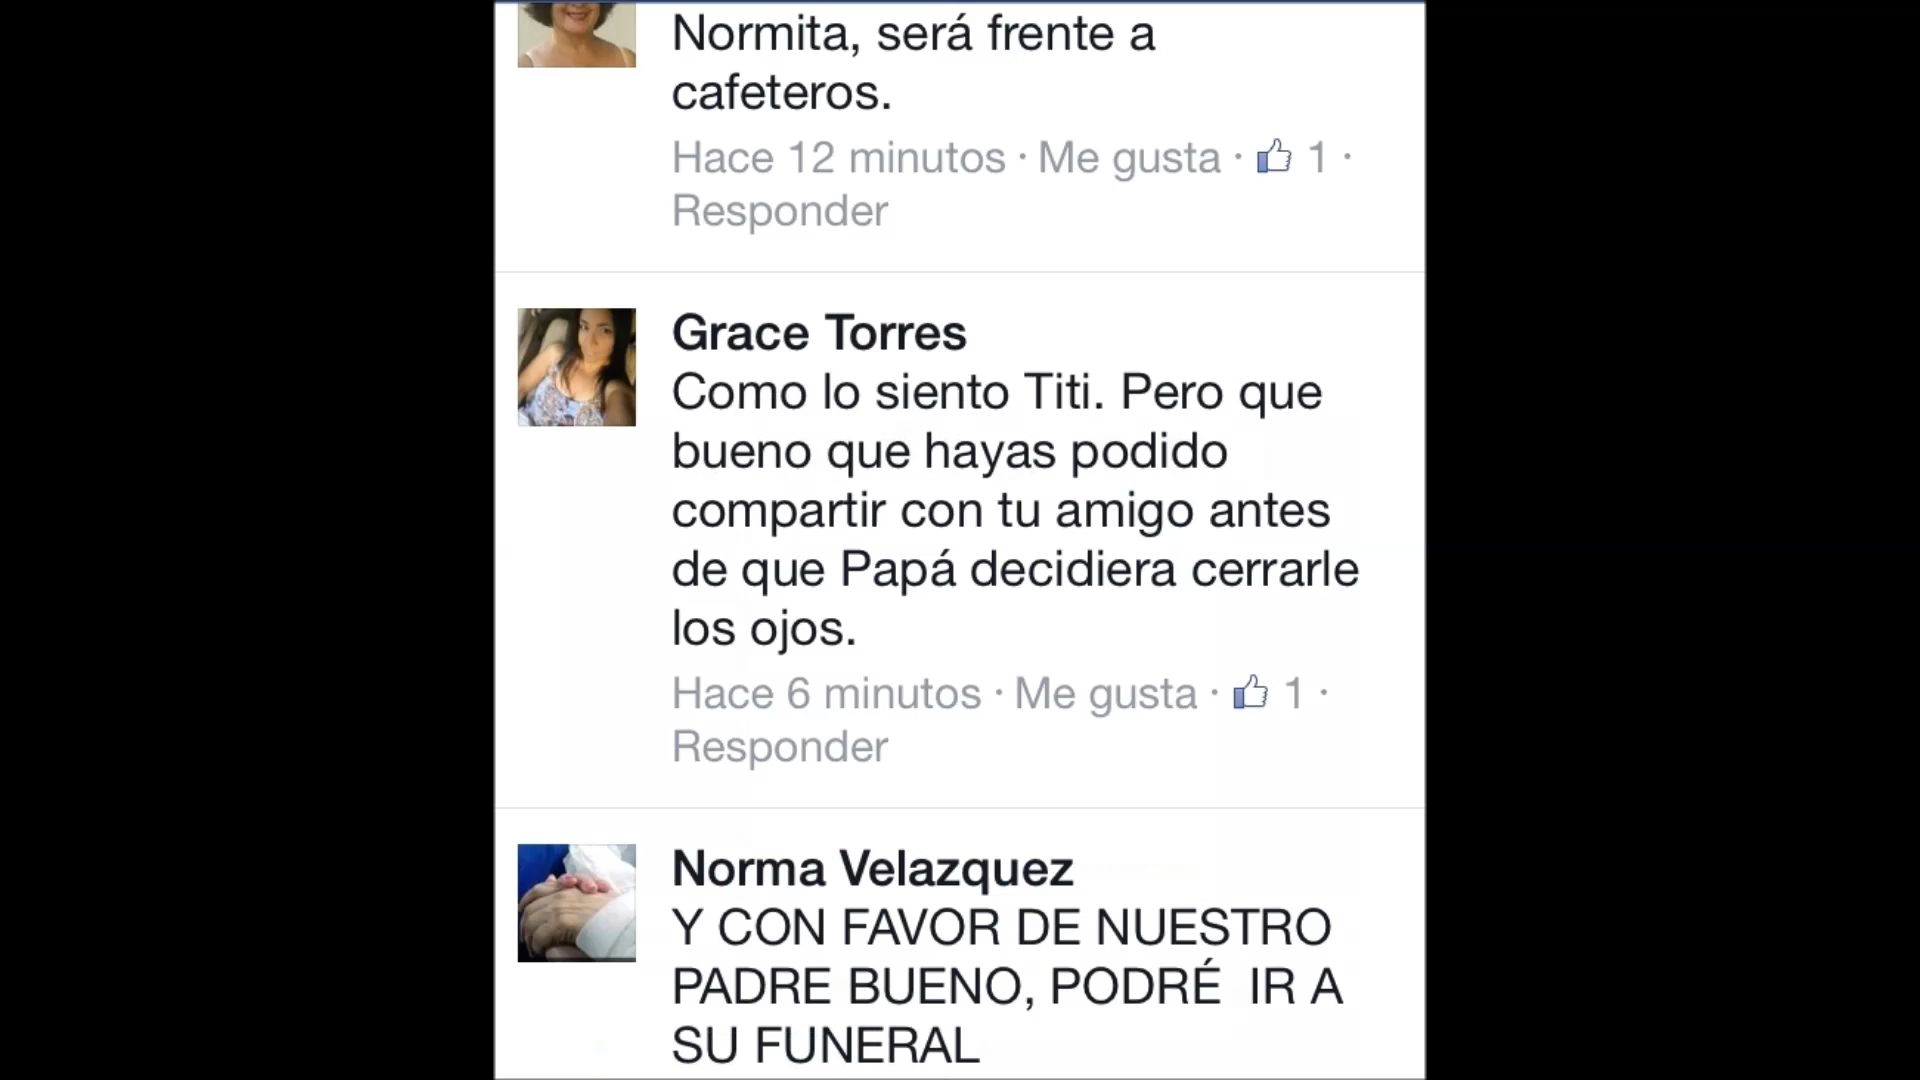 Normita, será frente a
cafeteros.
Hace 12 minutos · Me gusta · 1 ·
Responder
Grace Torres
Como lo siento Titi. Pero que
bueno que hayas podido
compartir con tu amigo antes
de que Papá decidiera cerrarle
los ojos.
Hace 6 minutos · Me gusta · 1 ·
Responder
Norma Velazquez
Y CON FAVOR DE NUESTRO
PADRE BUENO, PODRÉ  IR A
SU FUNERAL